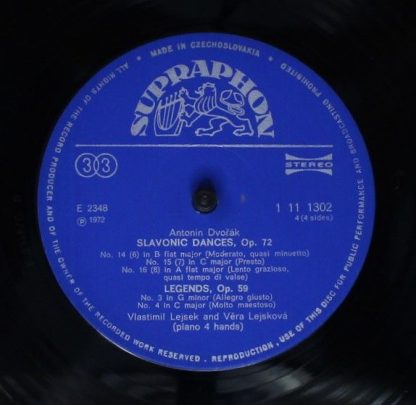 MADE IN CZECHOSLOVAKIA
ALL RIGHTS OF THE RECORD PRODUCER AND OF THE OWNER OF THE RECORDED WORK RESERVED. REPRODUCTION, USE OF THIS DISC FOR PUBLIC PERFORMANCE AND BROADCASTING PROHIBITED
SUPRAPHON
33
STEREO
E 2348
℗ 1972
1 11 1302
4 (4 sides)
Antonín Dvořák
SLAVONIC DANCES, Op. 72
No. 14 (6) in B flat major (Moderato, quasi minuetto)
No. 15 (7) in C major (Presto)
No. 16 (8) in A flat major (Lento grazioso,
quasi tempo di valse)
LEGENDS, Op. 59
No. 3 in G minor (Allegro giusto)
No. 4 in C major (Molto maestoso)
Vlastimil Lejsek and Věra Lejsková
(piano 4 hands)